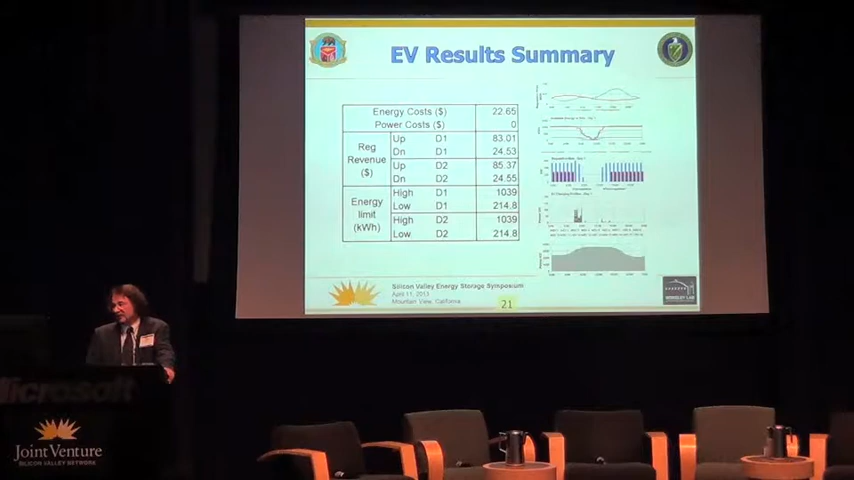 EV Results Summary
Energy Costs ($) 22.65
Power Costs ($) 0
Reg Revenue ($) Up D1 83.01
Dn D1 24.53
Up D2 85.37
Dn D2 24.55
Energy limit (kWh) High D1 1039
Low D1 214.8
High D2 1039
Low D2 214.8
Silicon Valley Energy Storage Symposium
April 11, 2013
Mountain View, California
21
BERKELEY LAB
Microsoft
Joint Venture
SILICON VALLEY NETWORK